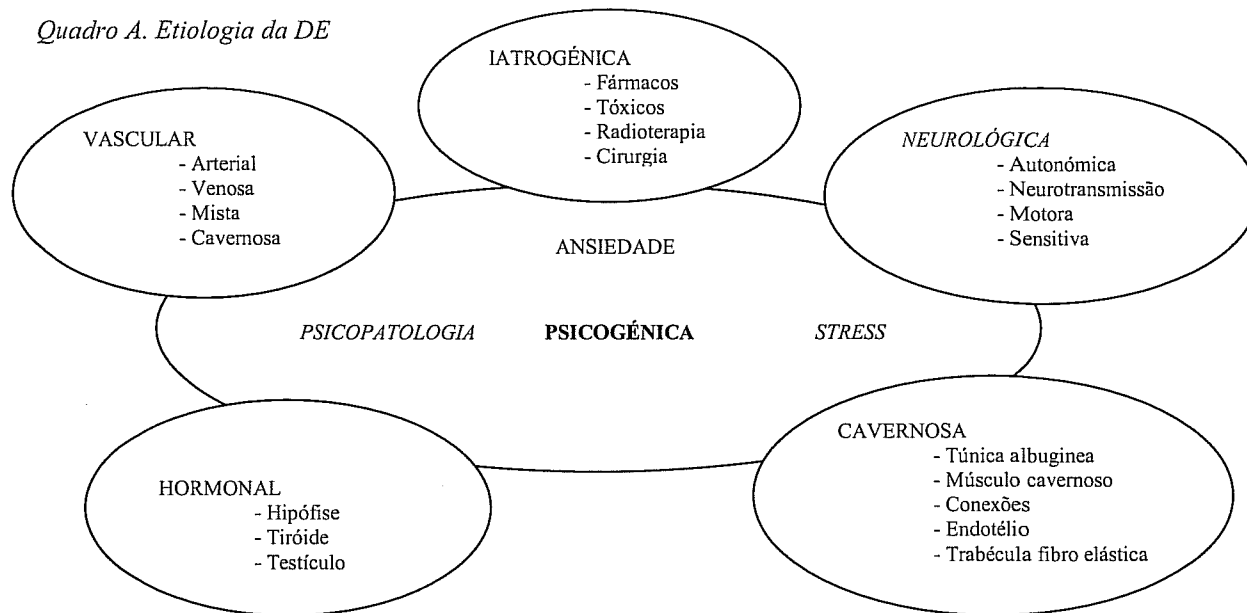 Quadro A. Etiologia da DE
IATROGÉNICA
- Fármacos
- Tóxicos
- Radioterapia
- Cirurgia
VASCULAR
- Arterial
- Venosa
- Mista
- Cavernosa
NEUROLÓGICA
- Autonómica
- Neurotransmissão
- Motora
- Sensitiva
ANSIEDADE
PSICOPATOLOGIA PSICOGÉNICA STRESS
HORMONAL
- Hipófise
- Tiróide
- Testículo
CAVERNOSA
- Túnica albuginea
- Músculo cavernoso
- Conexões
- Endotélio
- Trabécula fibro elástica